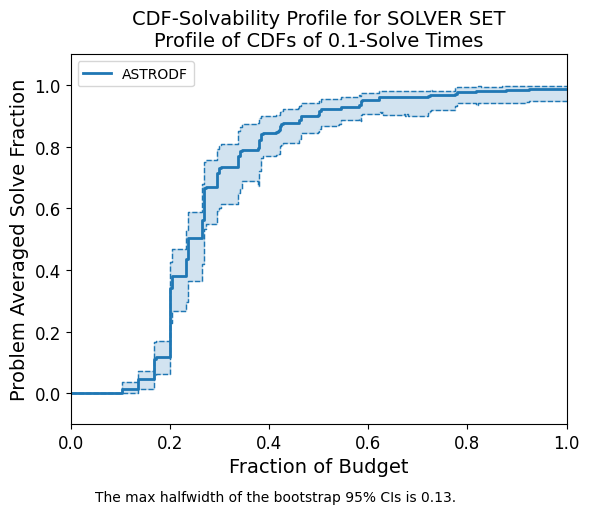 CDF-Solvability Profile for SOLVER SET
Profile of CDFs of 0.1-Solve Times
ASTRODF
Problem Averaged Solve Fraction
1.0
0.8
0.6
0.4
0.2
0.0
0.0 0.2 0.4 0.6 0.8 1.0
Fraction of Budget
The max halfwidth of the bootstrap 95% CIs is 0.13.